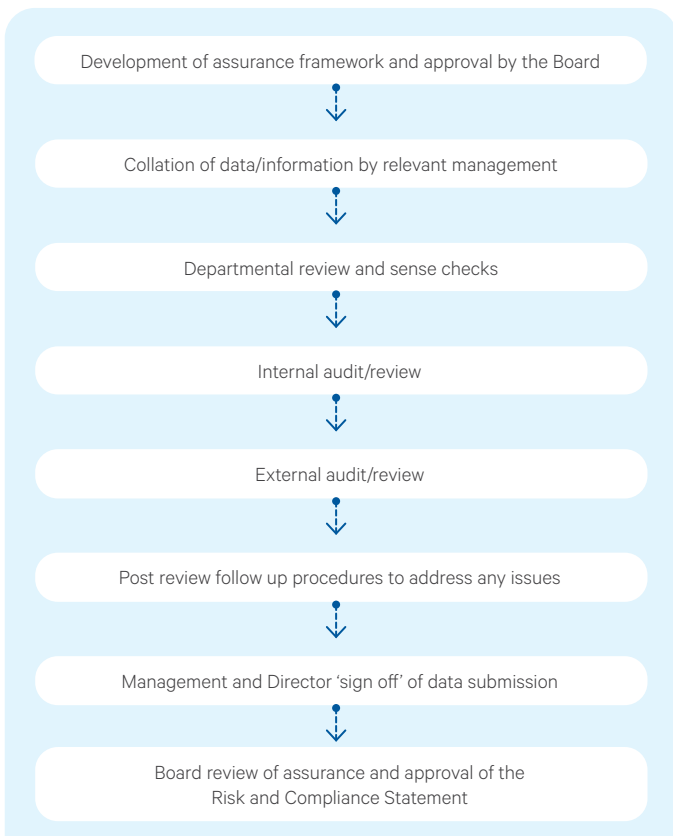 Development of assurance framework and approval by the Board
Collation of data/information by relevant management
Departmental review and sense checks
Internal audit/review
External audit/review
Post review follow up procedures to address any issues
Management and Director ‘sign off’ of data submission
Board review of assurance and approval of the
Risk and Compliance Statement